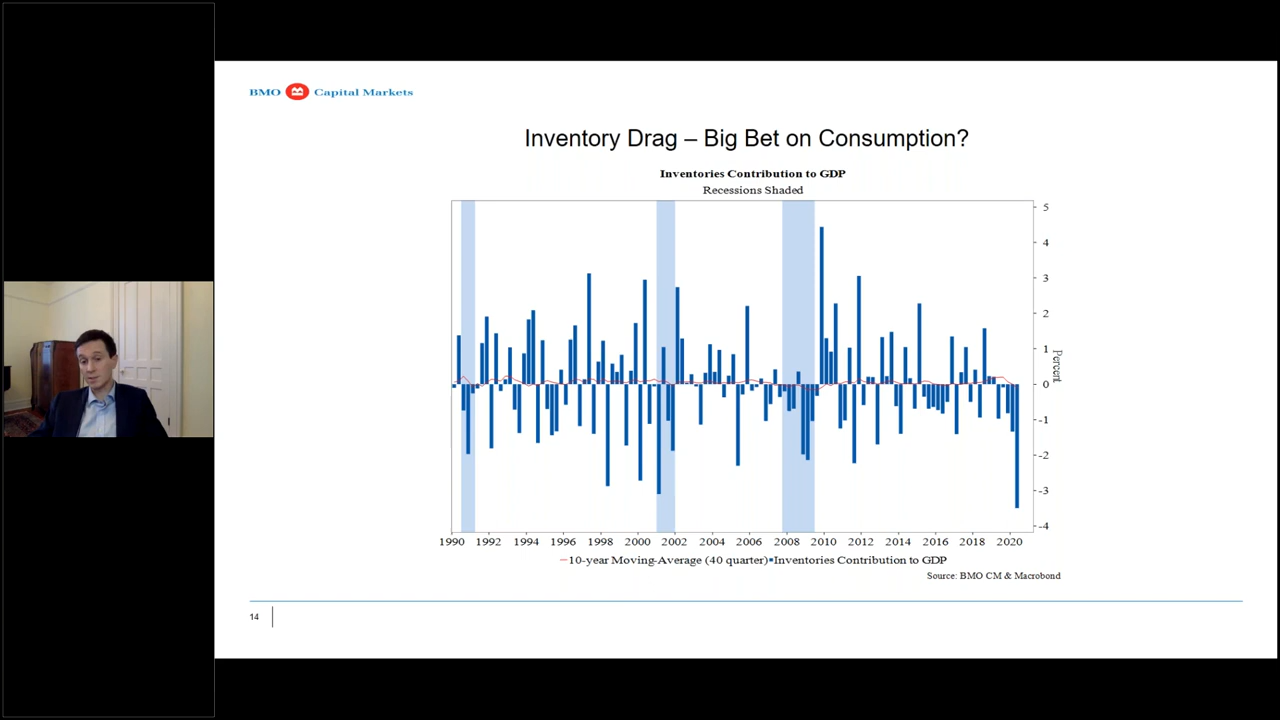 BMO Capital Markets
Inventory Drag – Big Bet on Consumption?
Inventories Contribution to GDP
Recessions Shaded
5
4
3
2
1
0
-1
-2
-3
-4
Percent
1990 1992 1994 1996 1998 2000 2002 2004 2006 2008 2010 2012 2014 2016 2018 2020
10-year Moving-Average (40 quarter) Inventories Contribution to GDP
Source: BMO CM & Macrobond
14